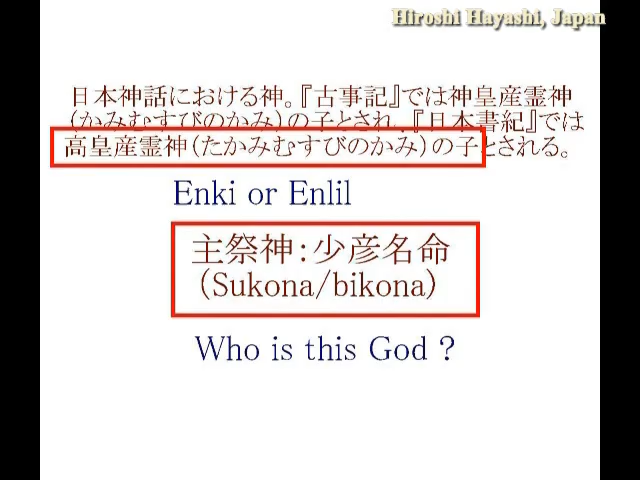 Hiroshi Hayashi, Japan
日本神話における神。『古事記』では神皇産霊神
(かみむすびのかみ)の子とされ、『日本書紀』では
高皇産霊神(たかみむすびのかみ)の子とされる。
Enki or Enlil
主祭神:少彦名命
(Sukona/bikona)
Who is this God ?